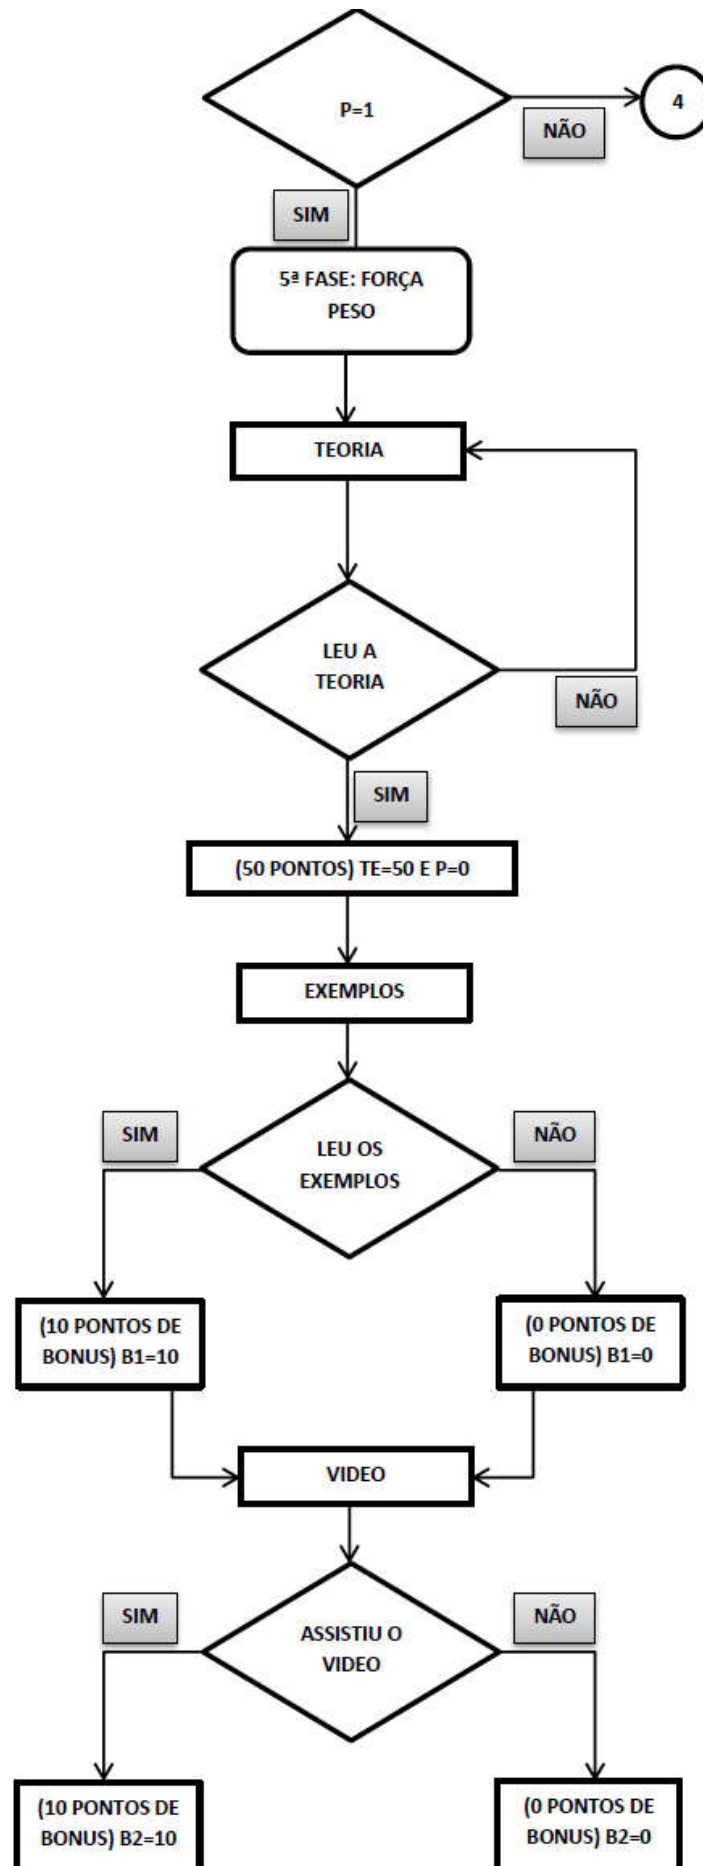 P=1
4
NÃO
SIM
5ª FASE: FORÇA
PESO
TEORIA
LEU A
TEORIA
NÃO
SIM
(50 PONTOS) TE=50 E P=0
EXEMPLOS
SIM
NÃO
LEU OS
EXEMPLOS
(10 PONTOS DE
BONUS) B1=10
(0 PONTOS DE
BONUS) B1=0
VIDEO
SIM
NÃO
ASSISTIU O
VIDEO
(10 PONTOS DE
BONUS) B2=10
(0 PONTOS DE
BONUS) B2=0